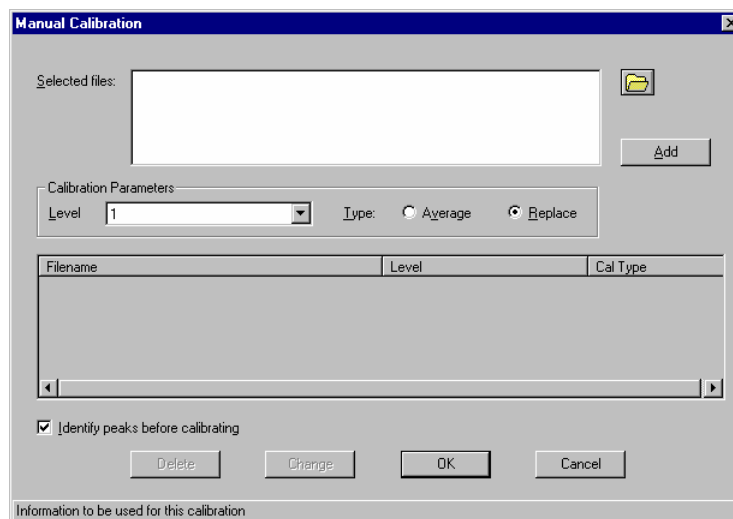 Manual Calibration
Selected files:
Add
Calibration Parameters
Level 1 Type: Average Replace
Filename Level Cal Type
Identify peaks before calibrating
Delete Change OK Cancel
Information to be used for this calibration